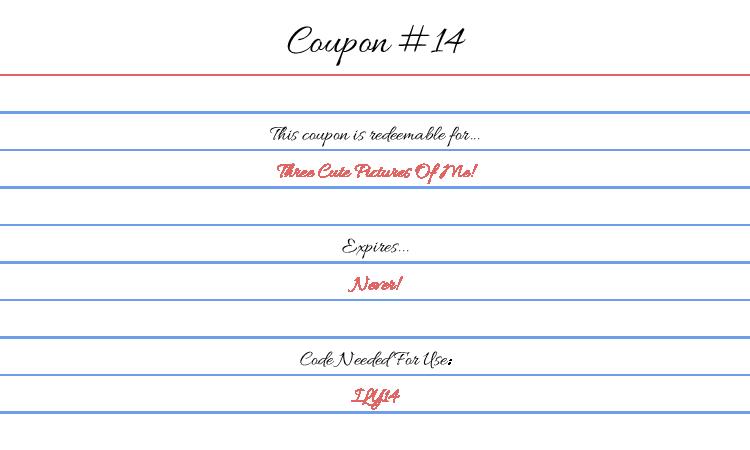 Coupon #14
This coupon is redeemable for...
Three Cute Pictures Of Me!
Expires...
Never!
Code Needed For Use:
ILY14